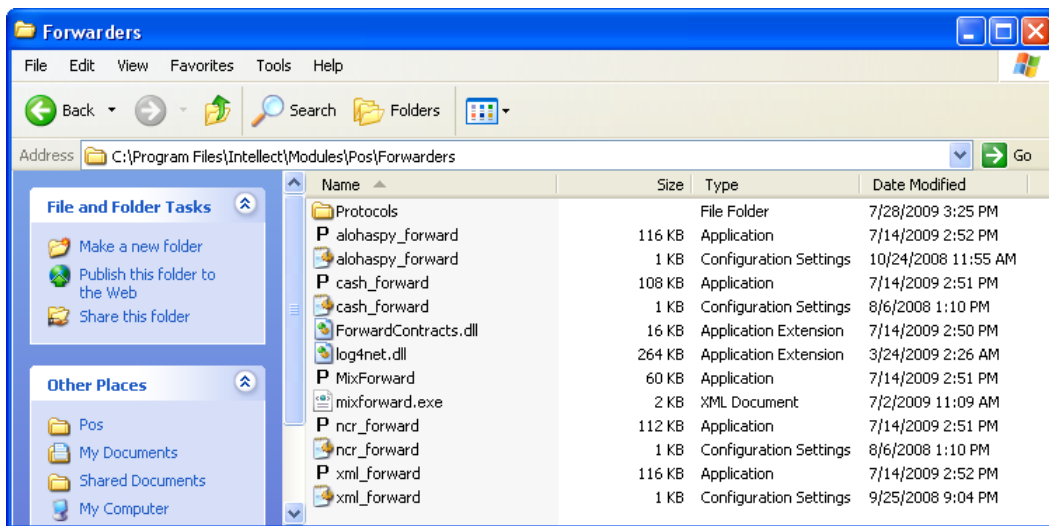 Forwarders
File Edit View Favorites Tools Help
Back Search Folders
Address C:\Program Files\Intellect\Modules\Pos\Forwarders Go
File and Folder Tasks
Make a new folder
Publish this folder to
the Web
Share this folder
Other Places
Pos
My Documents
Shared Documents
My Computer
Name Size Type Date Modified
Protocols File Folder 7/28/2009 3:25 PM
P alohaspy_forward 116 KB Application 7/14/2009 2:52 PM
alohaspy_forward 1 KB Configuration Settings 10/24/2008 11:55 AM
P cash_forward 108 KB Application 7/14/2009 2:51 PM
cash_forward 1 KB Configuration Settings 8/6/2008 1:10 PM
ForwardContracts.dll 16 KB Application Extension 7/14/2009 2:50 PM
log4net.dll 264 KB Application Extension 3/24/2009 2:26 AM
P MixForward 60 KB Application 7/14/2009 2:51 PM
mixforward.exe 2 KB XML Document 7/2/2009 11:09 AM
P ncr_forward 112 KB Application 7/14/2009 2:51 PM
ncr_forward 1 KB Configuration Settings 8/6/2008 1:10 PM
P xml_forward 116 KB Application 7/14/2009 2:52 PM
xml_forward 1 KB Configuration Settings 9/25/2008 9:04 PM